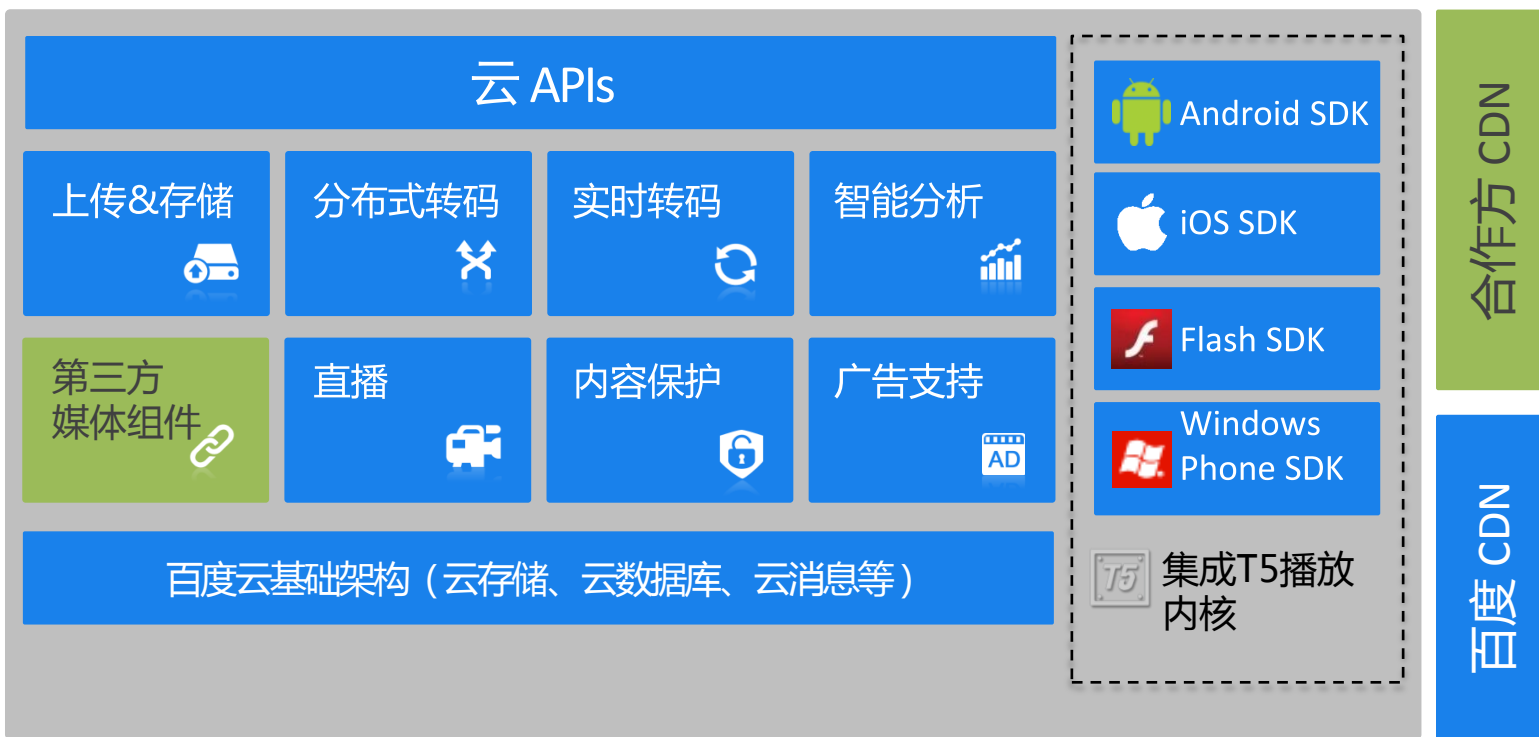 云 APIs
上传&存储
分布式转码
实时转码
智能分析
第三方
媒体组件
直播
内容保护
广告支持
AD
百度云基础架构（云存储、云数据库、云消息等）
Android SDK
iOS SDK
Flash SDK
Windows
Phone SDK
T5
集成T5播放
内核
合作方 CDN
百度 CDN